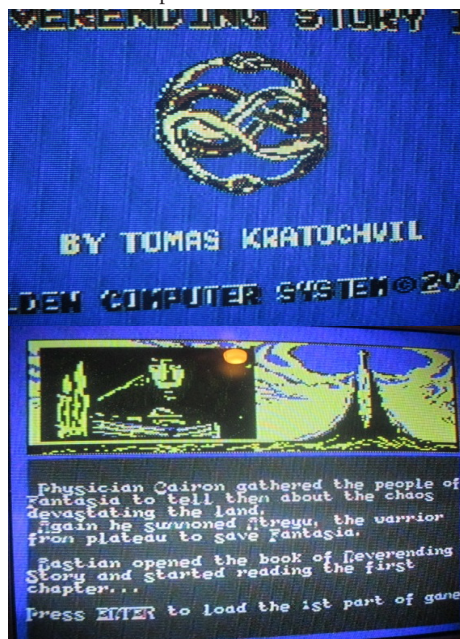 VERENDING STORY
BY TOMAS KRATOCHVIL
LDEN COMPUTER SYSTEM © 20
Physician Cairon gathered the people of
Fantasia to tell then about the chaos
devastating the land.
Again he summoned Atreyu, the warrior
from plateau to save Fantasia.
Bastian opened the book of Neverending
Story and started reading the first
chapter...
Press ENTER to load the 1st part of game